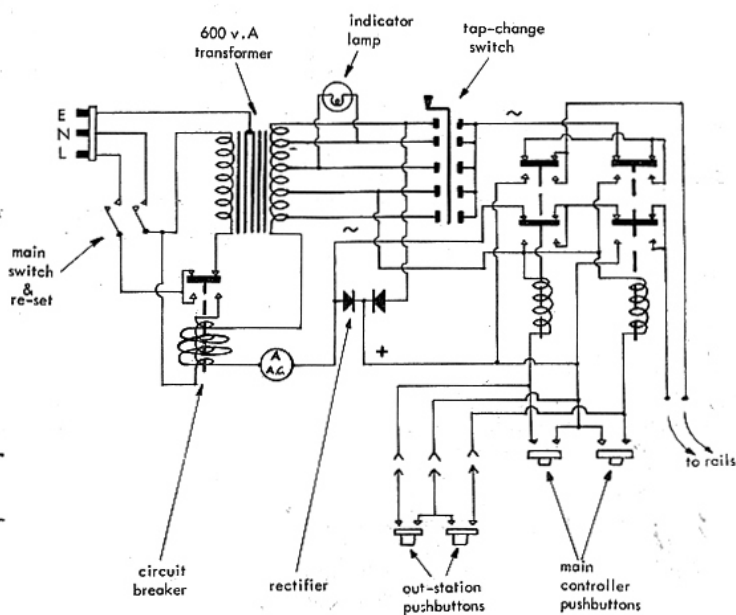 600 v.A
transformer
indicator
lamp
tap-change
switch
E
N
L
~
~
main
switch
&
re-set
+
A
A.C.
to rails
circuit
breaker
rectifier
out-station
pushbuttons
main
controller
pushbuttons